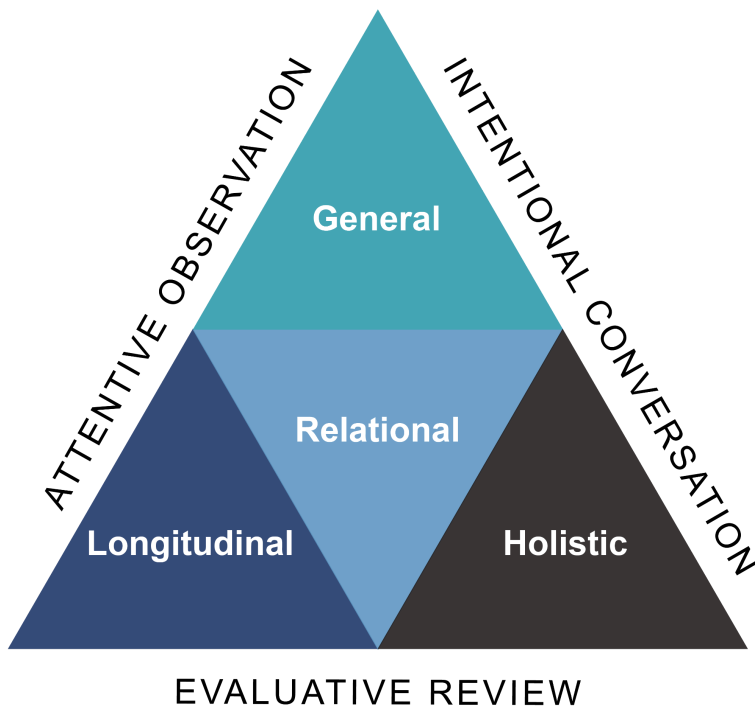 ATTENTIVE OBSERVATION
INTENTIONAL CONVERSATION
General
Relational
Longitudinal
Holistic
EVALUATIVE REVIEW